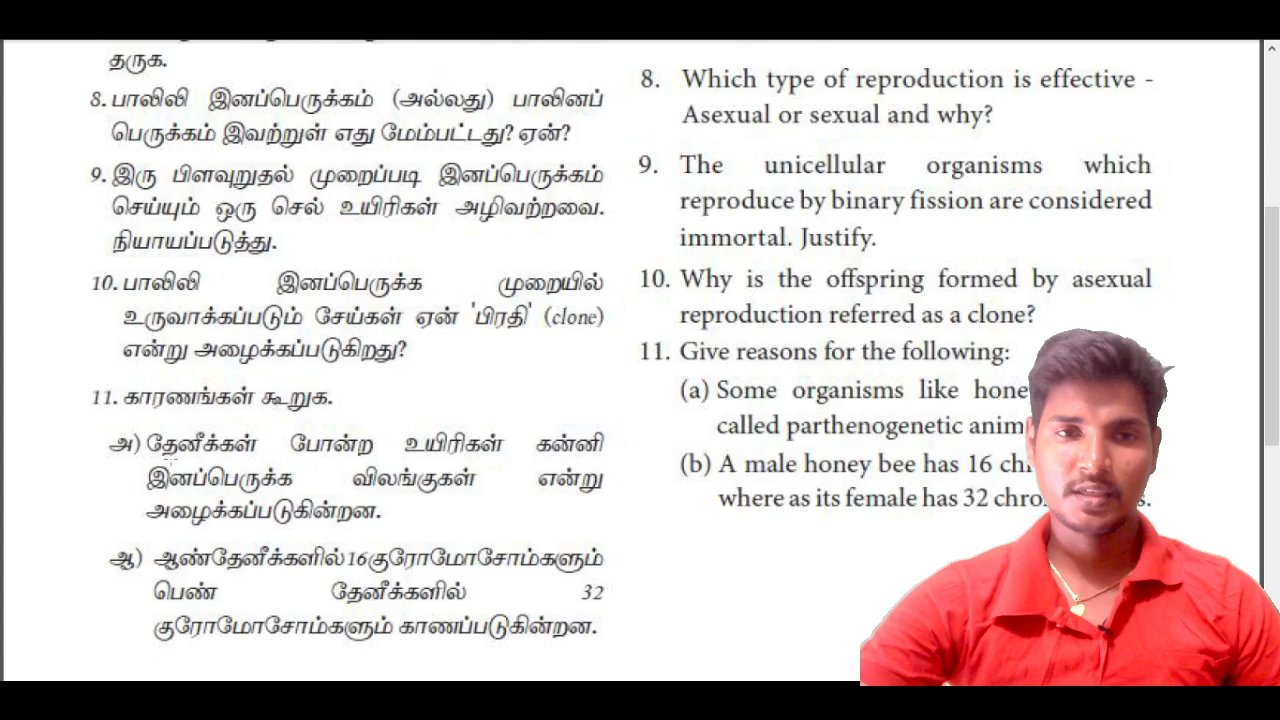 தருக.
8. பாலிலி இனப்பெருக்கம் (அல்லது) பாலினப்
பெருக்கம் இவற்றுள் எது மேம்பட்டது? ஏன்?
9. இரு பிளவுறுதல் முறைப்படி இனப்பெருக்கம்
செய்யும் ஒரு செல் உயிரிகள் அழிவற்றவை.
நியாயப்படுத்து.
10. பாலிலி இனப்பெருக்க முறையில்
உருவாக்கப்படும் சேய்கள் ஏன் 'பிரதி' (clone)
என்று அழைக்கப்படுகிறது?
11. காரணங்கள் கூறுக.
அ) தேனீக்கள் போன்ற உயிரிகள் கன்னி
இனப்பெருக்க விலங்குகள் என்று
அழைக்கப்படுகின்றன.
ஆ) ஆண்தேனீக்களில் 16குரோமோசோம்களும்
பெண் தேனீக்களில் 32
குரோமோசோம்களும் காணப்படுகின்றன.
8. Which type of reproduction is effective -
Asexual or sexual and why?
9. The unicellular organisms which
reproduce by binary fission are considered
immortal. Justify.
10. Why is the offspring formed by asexual
reproduction referred as a clone?
11. Give reasons for the following:
(a) Some organisms like
called parthenogenetic
(b) A male honey bee has 16
where as its female has 32